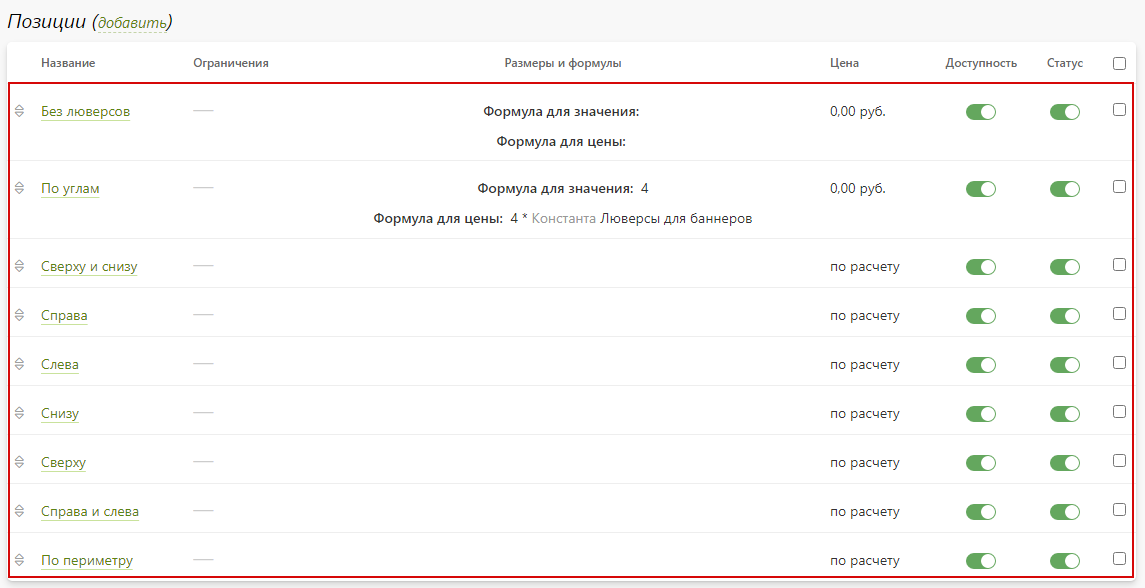 Позиции (добавить)
Название Ограничения Размеры и формулы Цена Доступность Статус
Без люверсов — Формула для значения: 0,00 руб.
Формула для цены:
По углам — Формула для значения: 4 0,00 руб.
Формула для цены: 4 * Константа Люверсы для баннеров
Сверху и снизу — по расчету
Справа — по расчету
Слева — по расчету
Снизу — по расчету
Сверху — по расчету
Справа и слева — по расчету
По периметру — по расчету